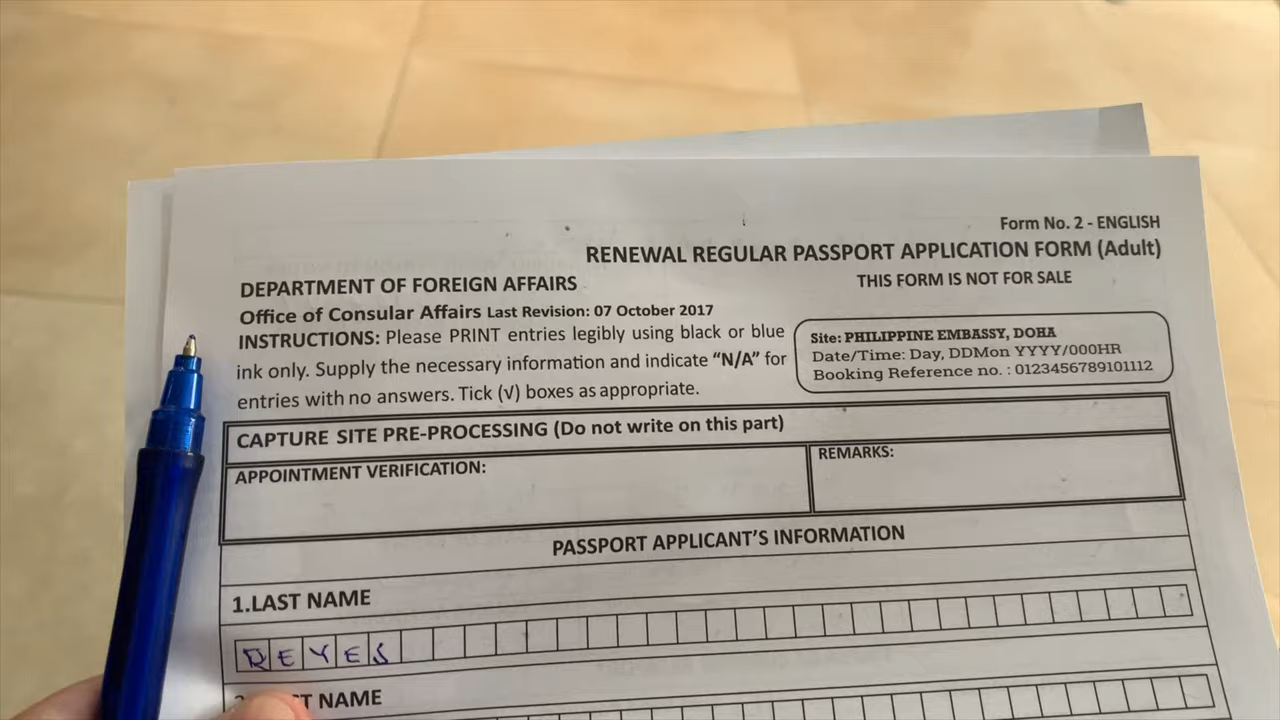 Form No. 2 - ENGLISH
RENEWAL REGULAR PASSPORT APPLICATION FORM (Adult)
THIS FORM IS NOT FOR SALE
DEPARTMENT OF FOREIGN AFFAIRS
Office of Consular Affairs Last Revision: 07 October 2017
INSTRUCTIONS: Please PRINT entries legibly using black or blue
ink only. Supply the necessary information and indicate “N/A” for
entries with no answers. Tick (√) boxes as appropriate.
Site: PHILIPPINE EMBASSY, DOHA
Date/Time: Day, DDMon YYYY/000HR
Booking Reference no. : 0123456789101112
CAPTURE SITE PRE-PROCESSING (Do not write on this part)
APPOINTMENT VERIFICATION:
REMARKS:
PASSPORT APPLICANT’S INFORMATION
1.LAST NAME
REYES
NAME